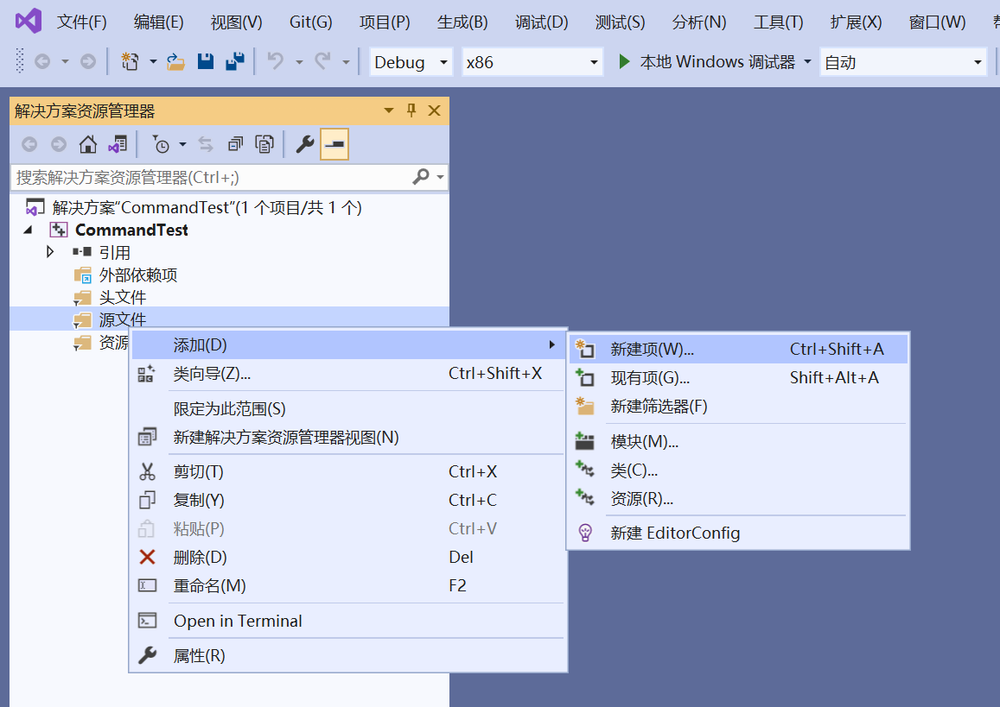 文件(F) 编辑(E) 视图(V) Git(G) 项目(P) 生成(B) 调试(D) 测试(S) 分析(N) 工具(T) 扩展(X) 窗口(W)
Debug x86 本地 Windows 调试器 自动
解决方案资源管理器
搜索解决方案资源管理器(Ctrl+;)
解决方案“CommandTest”(1 个项目/共 1 个)
CommandTest
引用
外部依赖项
头文件
源文件
资源
添加(D)
类向导(Z)... Ctrl+Shift+X
限定为此范围(S)
新建解决方案资源管理器视图(N)
剪切(T) Ctrl+X
复制(Y) Ctrl+C
粘贴(P) Ctrl+V
删除(D) Del
重命名(M) F2
Open in Terminal
属性(R)
新建项(W)... Ctrl+Shift+A
现有项(G)... Shift+Alt+A
新建筛选器(F)
模块(M)...
类(C)...
资源(R)...
新建 EditorConfig